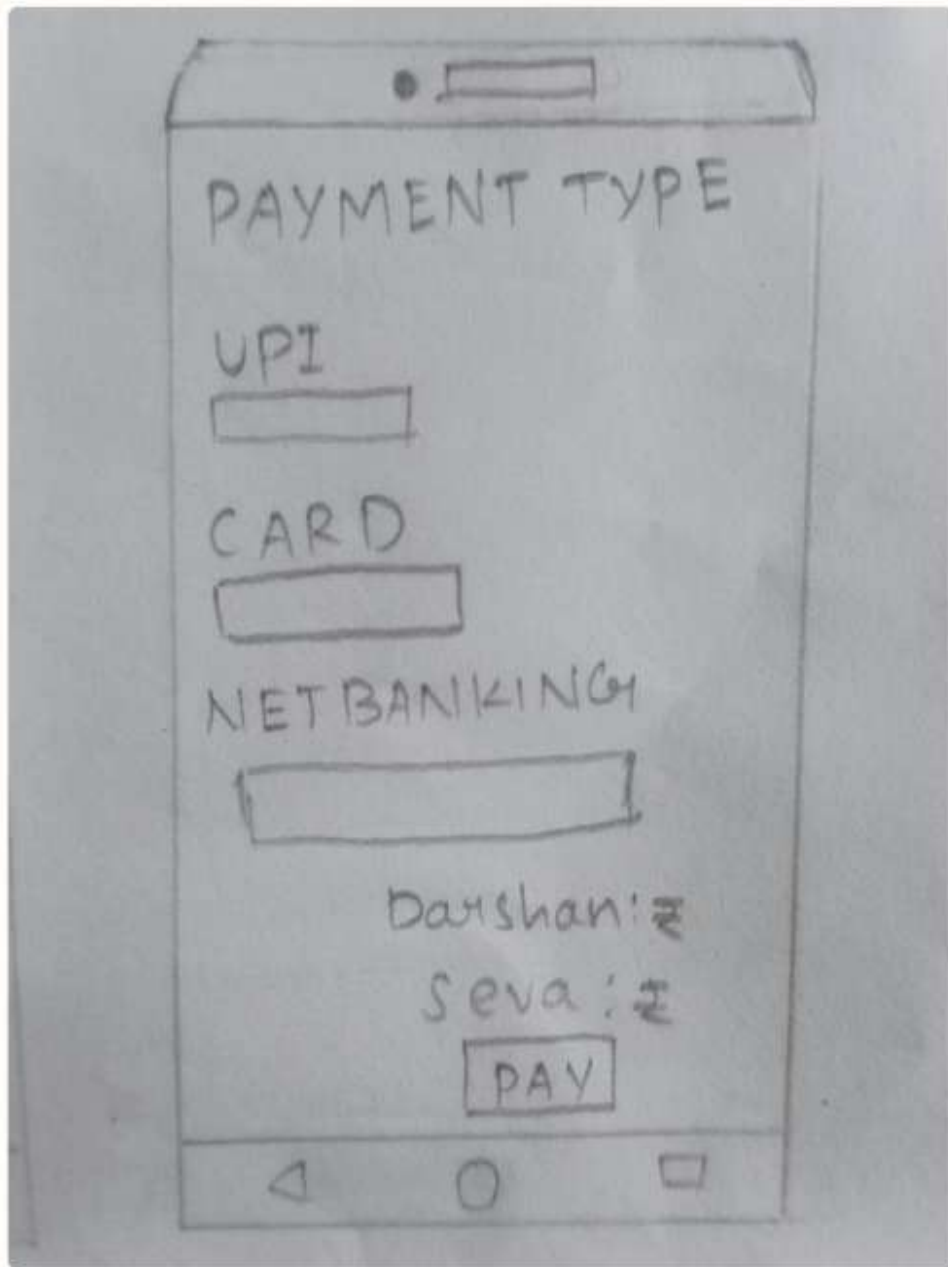 PAYMENT TYPE
UPI
CARD
NETBANKING
Darshan: ₹
Seva : ₹
PAY